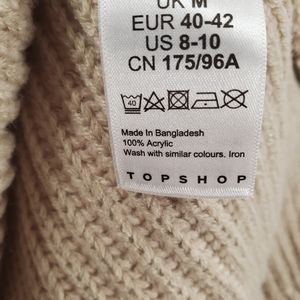 UK M
EUR 40-42
US 8-10
CN 175/96A
40
Made In Bangladesh
100% Acrylic
Wash with similar colours. Iron
TOPSHOP